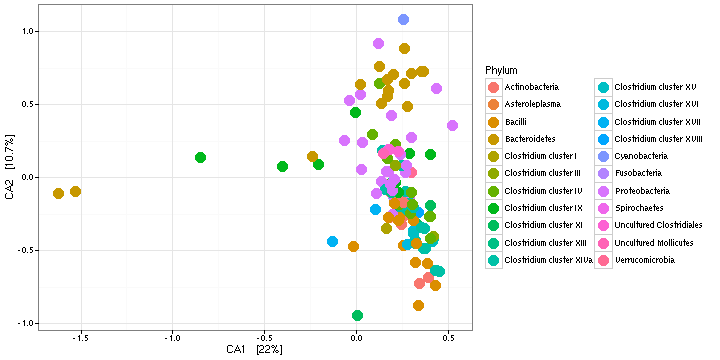 Phylum
Actinobacteria
Asteroleplasma
Bacilli
Bacteroidetes
Clostridium cluster I
Clostridium cluster III
Clostridium cluster IV
Clostridium cluster IX
Clostridium cluster XI
Clostridium cluster XIII
Clostridium cluster XIVa
Clostridium cluster XV
Clostridium cluster XVI
Clostridium cluster XVII
Clostridium cluster XVIII
Cyanobacteria
Fusobacteria
Proteobacteria
Spirochaetes
Uncultured Clostridiales
Uncultured Mollicutes
Verrucomicrobia
CA2 [10.7%]
1.0
0.5
0.0
-0.5
-1.0
-1.5
-1.0
-0.5
0.0
0.5
CA1 [22%]